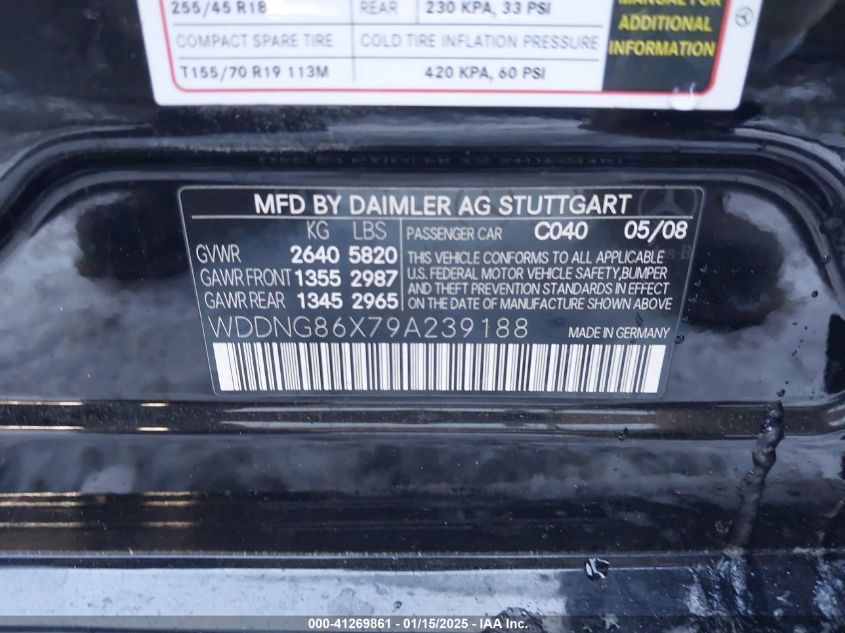 255/45 R18 REAR 230 KPA, 33 PSI
MANUAL FOR
ADDITIONAL
INFORMATION
COMPACT SPARE TIRE COLD TIRE INFLATION PRESSURE
T155/70 R19 113M 420 KPA, 60 PSI
MFD BY DAIMLER AG STUTTGART
KG LBS
GVWR 2640 5820
GAWR FRONT 1355 2987
GAWR REAR 1345 2965
PASSENGER CAR C040 05/08
THIS VEHICLE CONFORMS TO ALL APPLICABLE
U.S. FEDERAL MOTOR VEHICLE SAFETY,BUMPER
AND THEFT PREVENTION STANDARDS IN EFFECT
ON THE DATE OF MANUFACTURE SHOWN ABOVE
WDDNG86X79A239188 MADE IN GERMANY
000-41269861 - 01/15/2025 - IAA Inc.